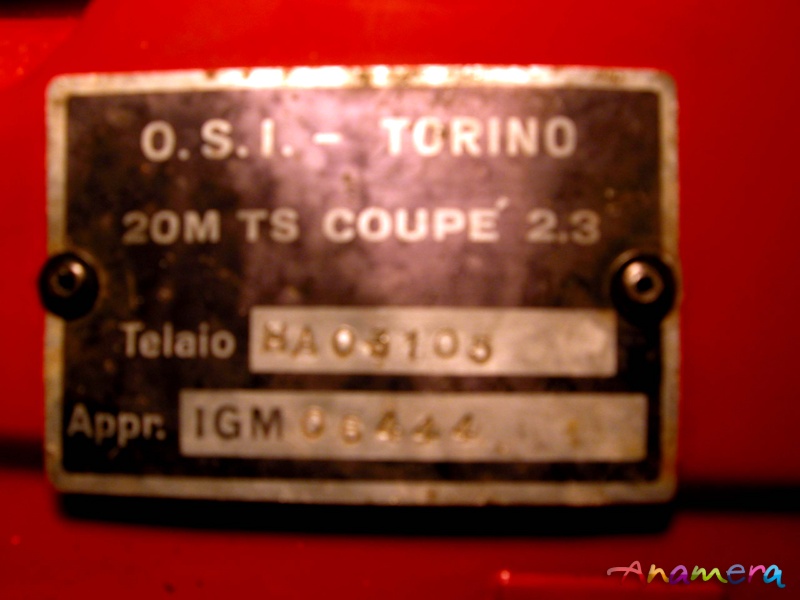 O.S.I. - TORINO
20M TS COUPE´ 2.3
Telaio
Appr. IGM
Anamera